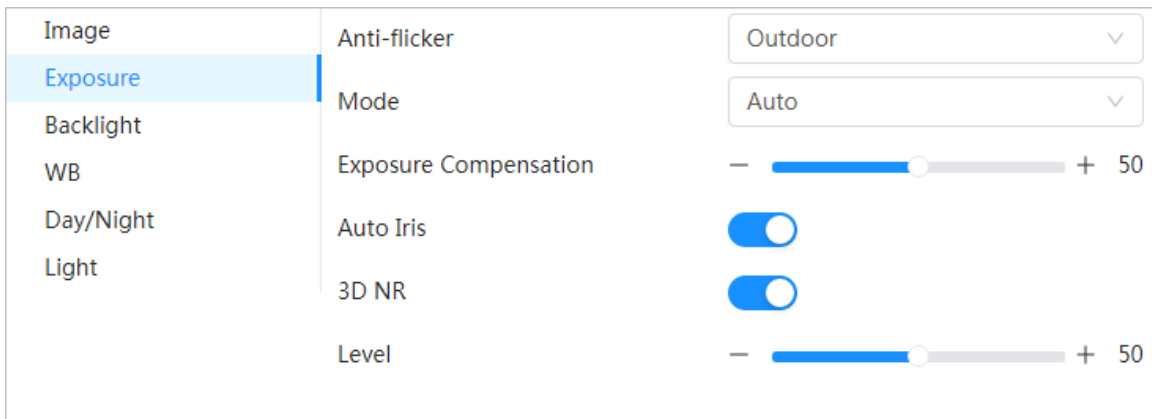 Image
Exposure
Backlight
WB
Day/Night
Light
Anti-flicker Outdoor
Mode Auto
Exposure Compensation − + 50
Auto Iris
3D NR
Level − + 50